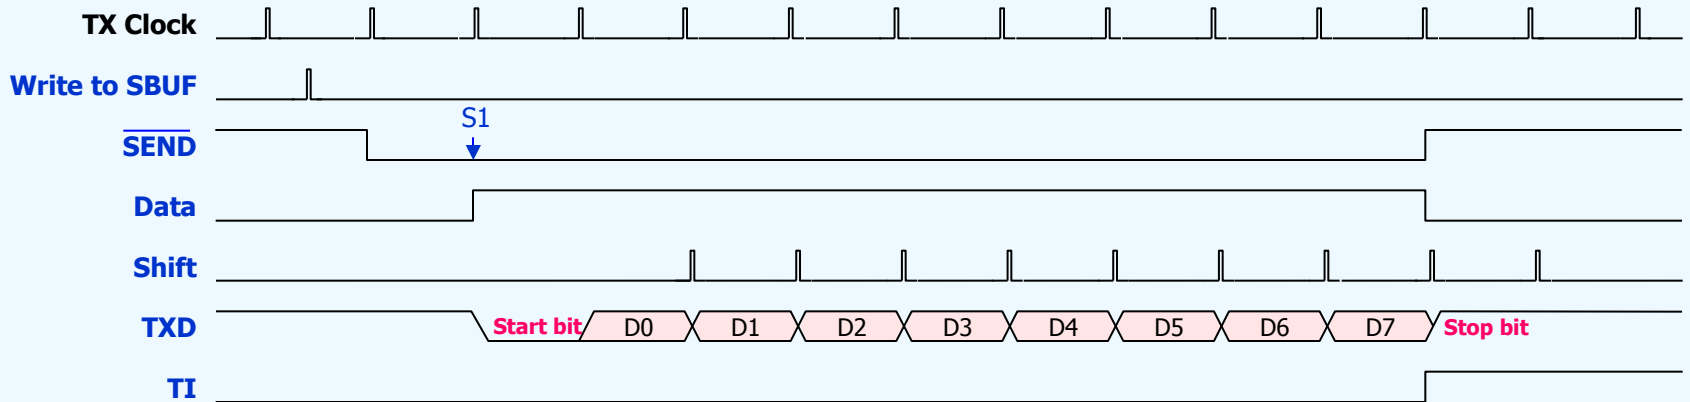 TX Clock
Write to SBUF
S1
SEND
Data
Shift
TXD Start bit D0 D1 D2 D3 D4 D5 D6 D7 Stop bit
TI